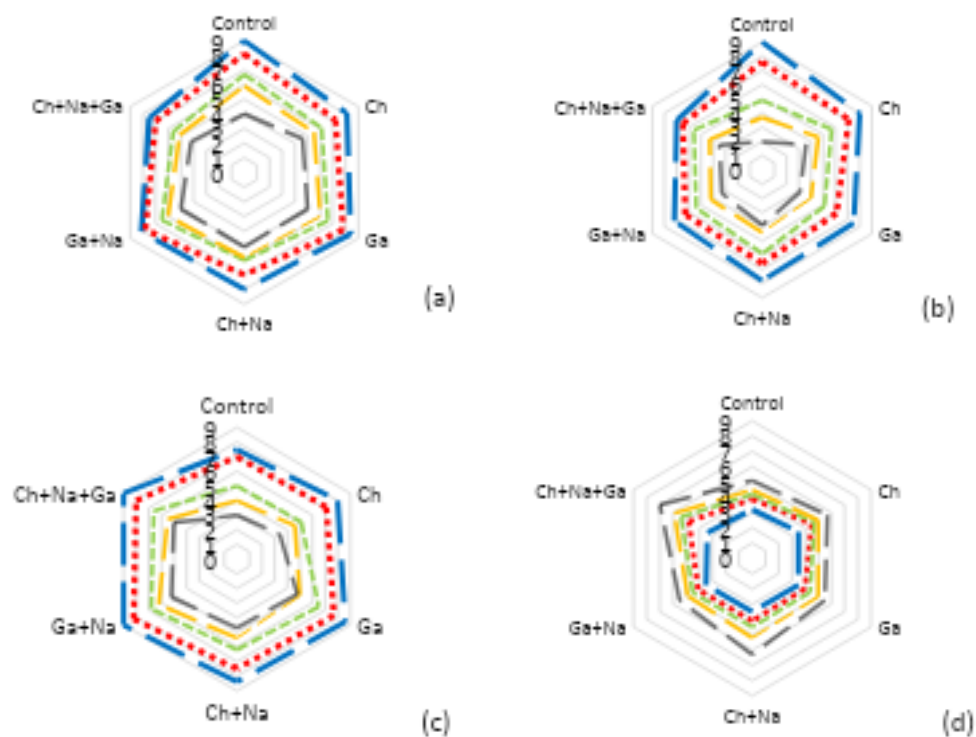 Control
Ch
Ga
Ch+Na
Ga+Na
Ch+Na+Ga
(a)
Control
Ch
Ga
Ch+Na
Ga+Na
Ch+Na+Ga
(b)
Control
Ch
Ga
Ch+Na
Ga+Na
Ch+Na+Ga
(c)
Control
Ch
Ga
Ch+Na
Ga+Na
Ch+Na+Ga
(d)